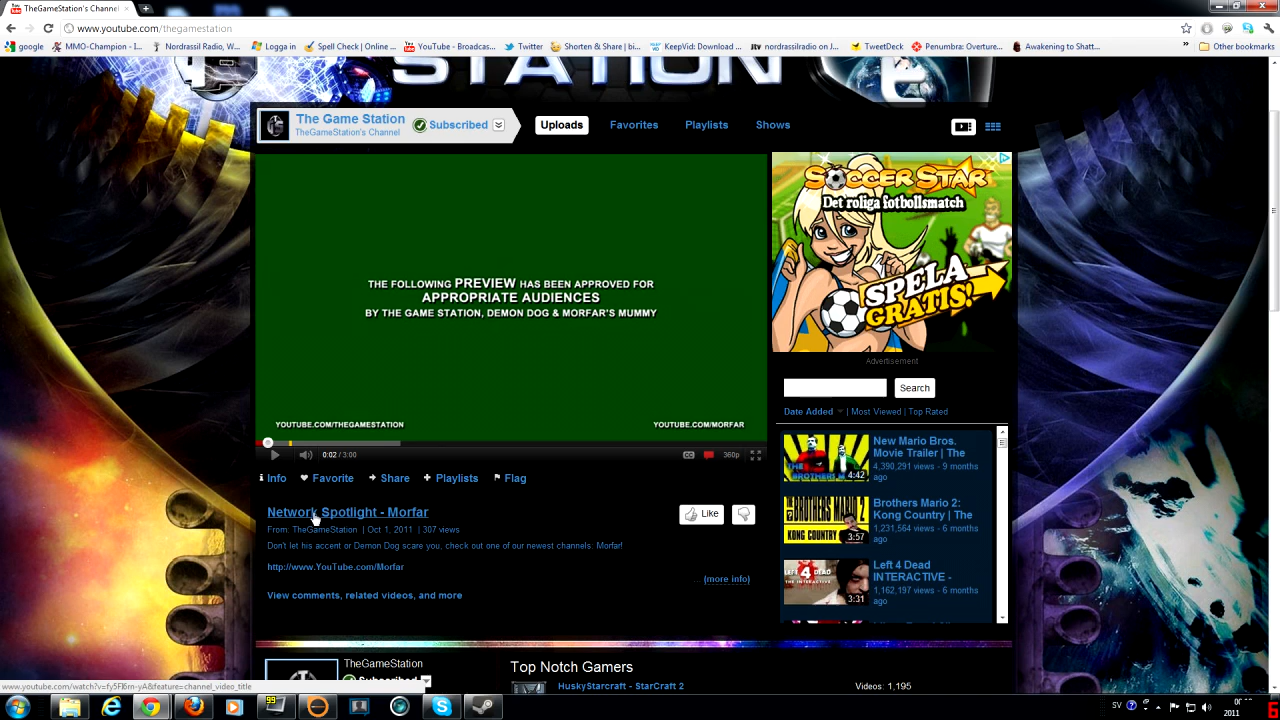 TheGameStation's Channel
www.youtube.com/thegamestation
google
MMO-Champion - I...
Nordrassil Radio, W...
Logga in
Spell Check | Online ...
YouTube - Broadcas...
Twitter
Shorten & Share | bi...
KeepVid: Download ...
nordrassilradio on J...
TweetDeck
Penumbra: Overture...
Awakening to Shatt...
Other bookmarks
STATION
The Game Station
TheGameStation's Channel
Subscribed
Uploads
Favorites
Playlists
Shows
THE FOLLOWING PREVIEW HAS BEEN APPROVED FOR
APPROPRIATE AUDIENCES
BY THE GAME STATION, DEMON DOG & MORFAR'S MUMMY
YOUTUBE.COM/THEGAMESTATION
YOUTUBE.COM/MORFAR
0:02 / 3:00
CC
360p
SOCCER STAR
Det roliga fotbollsmatch
SPELA
GRATIS!
Advertisement
Search
Date Added | Most Viewed | Top Rated
New Mario Bros.
Movie Trailer | The
4,390,291 views - 9 months
ago
4:42
Brothers Mario 2:
Kong Country | The
1,231,564 views - 6 months
ago
KONG COUNTRY
3:57
Left 4 Dead
INTERACTIVE -
1,162,197 views - 6 months
ago
3:31
Info
Favorite
Share
Playlists
Flag
Network Spotlight - Morfar
Like
From: TheGameStation | Oct 1, 2011 | 307 views
Don't let his accent or Demon Dog scare you, check out one of our newest channels: Morfar!
http://www.YouTube.com/Morfar
... (more info)
View comments, related videos, and more
TheGameStation
Subscribed
Top Notch Gamers
HuskyStarcraft - StarCraft 2
Videos: 1,195
www.youtube.com/watch?v=fy5FI6rn-yA&feature=channel_video_title
99
SV
2011